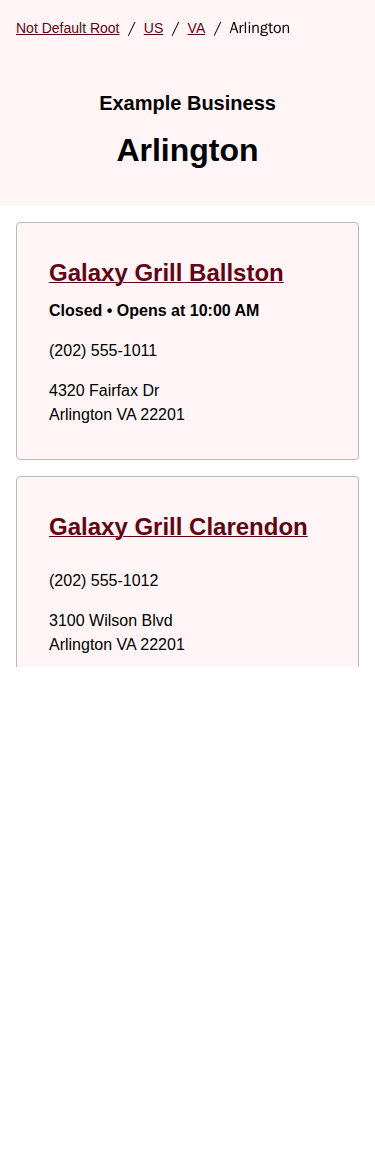 Not Default Root / US / VA / Arlington
Example Business
Arlington
Galaxy Grill Ballston
Closed • Opens at 10:00 AM
(202) 555-1011
4320 Fairfax Dr
Arlington VA 22201
Galaxy Grill Clarendon
(202) 555-1012
3100 Wilson Blvd
Arlington VA 22201